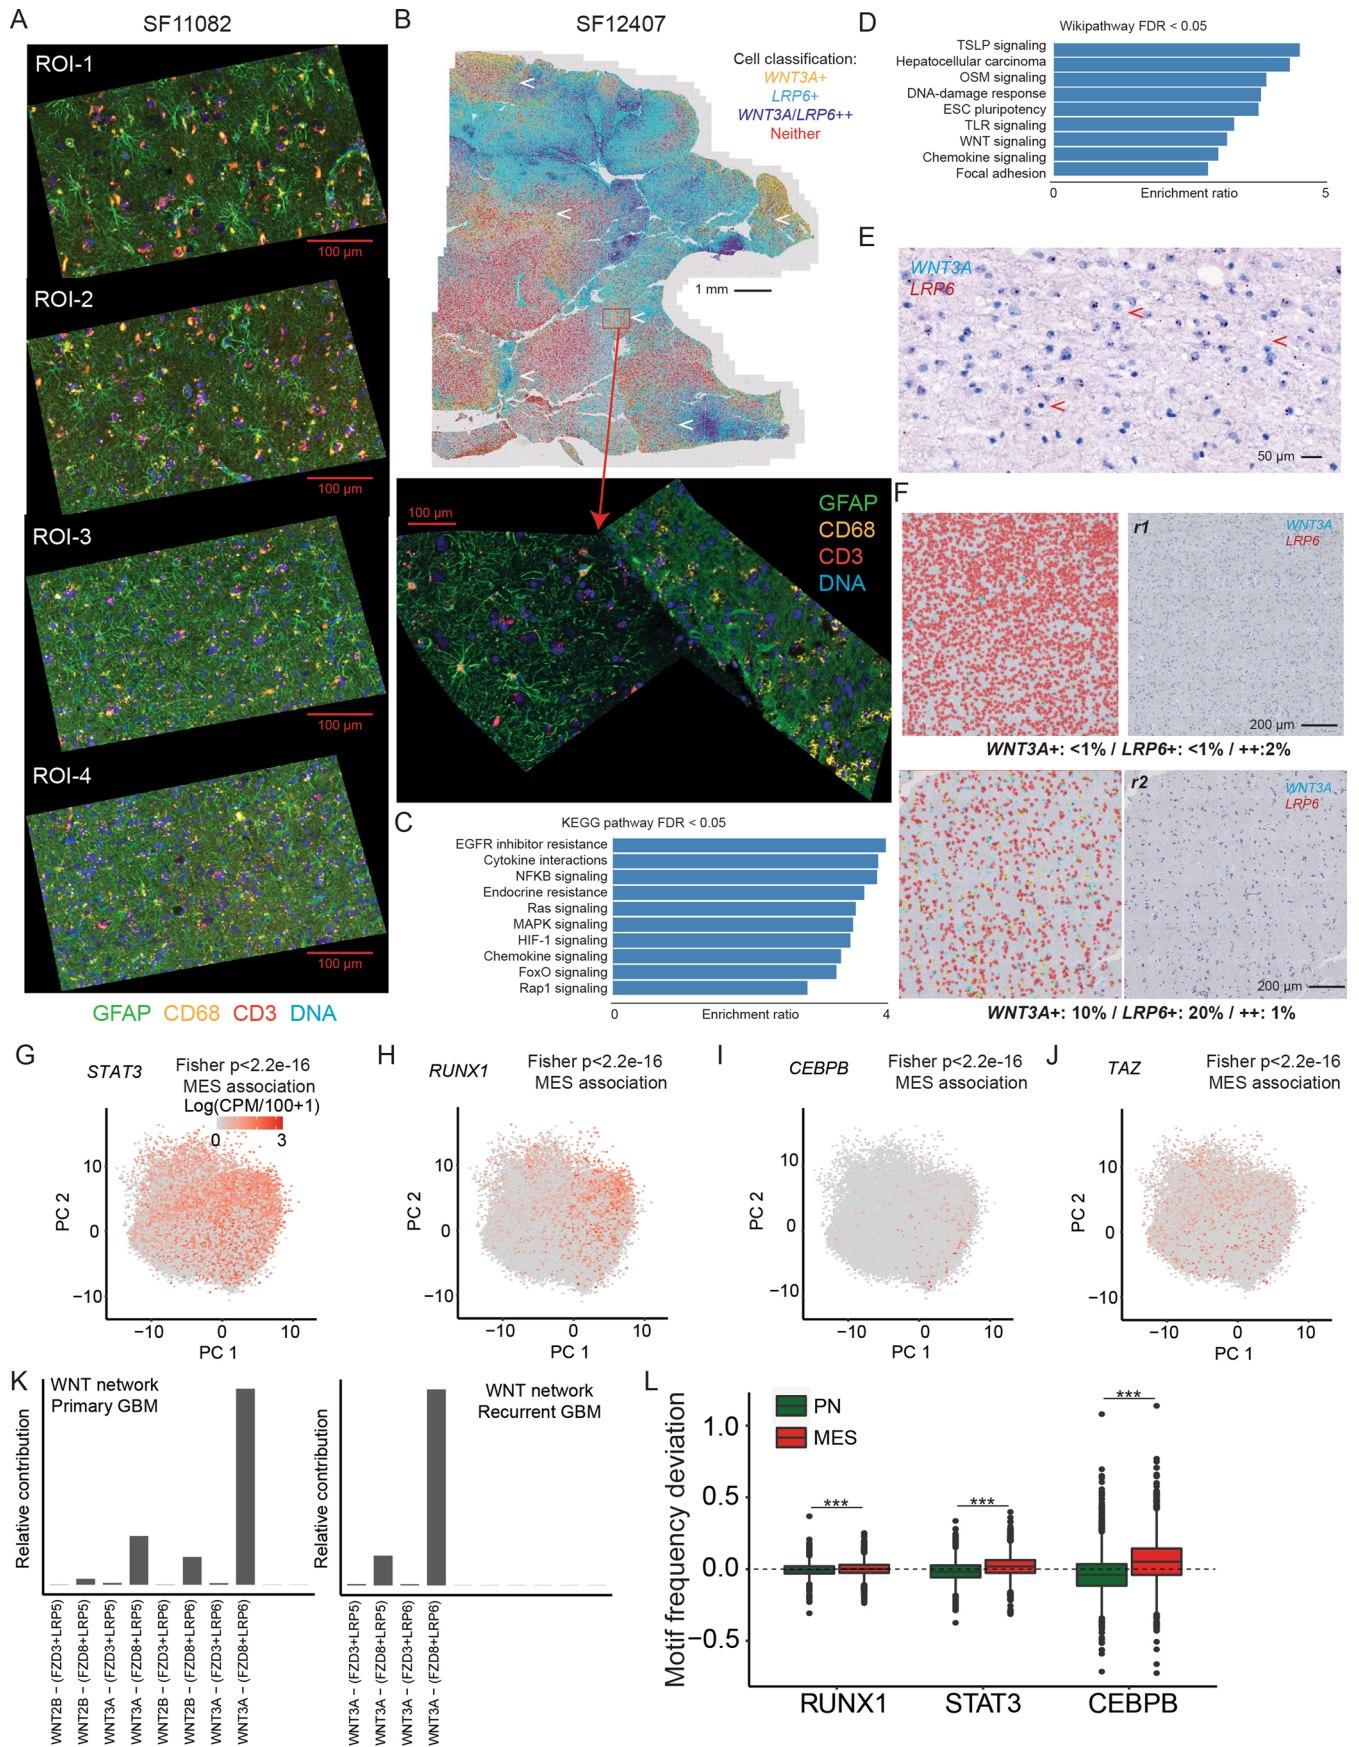 A
SF11082
ROI-1
100 µm
ROI-2
100 µm
ROI-3
100 µm
ROI-4
100 µm
GFAP CD68 CD3 DNA
B
SF12407
Cell classification:
WNT3A+
LRP6+
WNT3A/LRP6++
Neither
1 mm
100 µm
GFAP
CD68
CD3
DNA
C
KEGG pathway FDR < 0.05
EGFR inhibitor resistance
Cytokine interactions
NFKB signaling
Endocrine resistance
Ras signaling
MAPK signaling
HIF-1 signaling
Chemokine signaling
FoxO signaling
Rap1 signaling
0 Enrichment ratio 4
D
Wikipathway FDR < 0.05
TSLP signaling
Hepatocellular carcinoma
OSM signaling
DNA-damage response
ESC pluripotency
TLR signaling
WNT signaling
Chemokine signaling
Focal adhesion
0 Enrichment ratio 5
E
WNT3A
LRP6
50 µm
F
r1
WNT3A
LRP6
200 µm
WNT3A+: <1% / LRP6+: <1% / ++:2%
r2
WNT3A
LRP6
200 µm
WNT3A+: 10% / LRP6+: 20% / ++: 1%
G
STAT3
Fisher p<2.2e-16
MES association
Log(CPM/100+1)
0 3
PC 2
10
0
−10
−10 0 10
PC 1
H
RUNX1
Fisher p<2.2e-16
MES association
PC 2
10
0
−10
−10 0 10
PC 1
I
CEBPB
Fisher p<2.2e-16
MES association
PC 2
10
0
−10
−10 0 10
PC 1
J
TAZ
Fisher p<2.2e-16
MES association
PC 2
10
0
−10
−10 0 10
PC 1
K
WNT network
Primary GBM
Relative contribution
WNT2B − (FZD3+LRP5)
WNT2B − (FZD8+LRP5)
WNT3A − (FZD3+LRP5)
WNT3A − (FZD8+LRP5)
WNT2B − (FZD3+LRP6)
WNT2B − (FZD8+LRP6)
WNT3A − (FZD3+LRP6)
WNT3A − (FZD8+LRP6)
WNT network
Recurrent GBM
Relative contribution
WNT3A − (FZD3+LRP5)
WNT3A − (FZD8+LRP5)
WNT3A − (FZD3+LRP6)
WNT3A − (FZD8+LRP6)
L
PN
MES
Motif frequency deviation
1.0
0.5
0.0
−0.5
***
***
***
RUNX1 STAT3 CEBPB